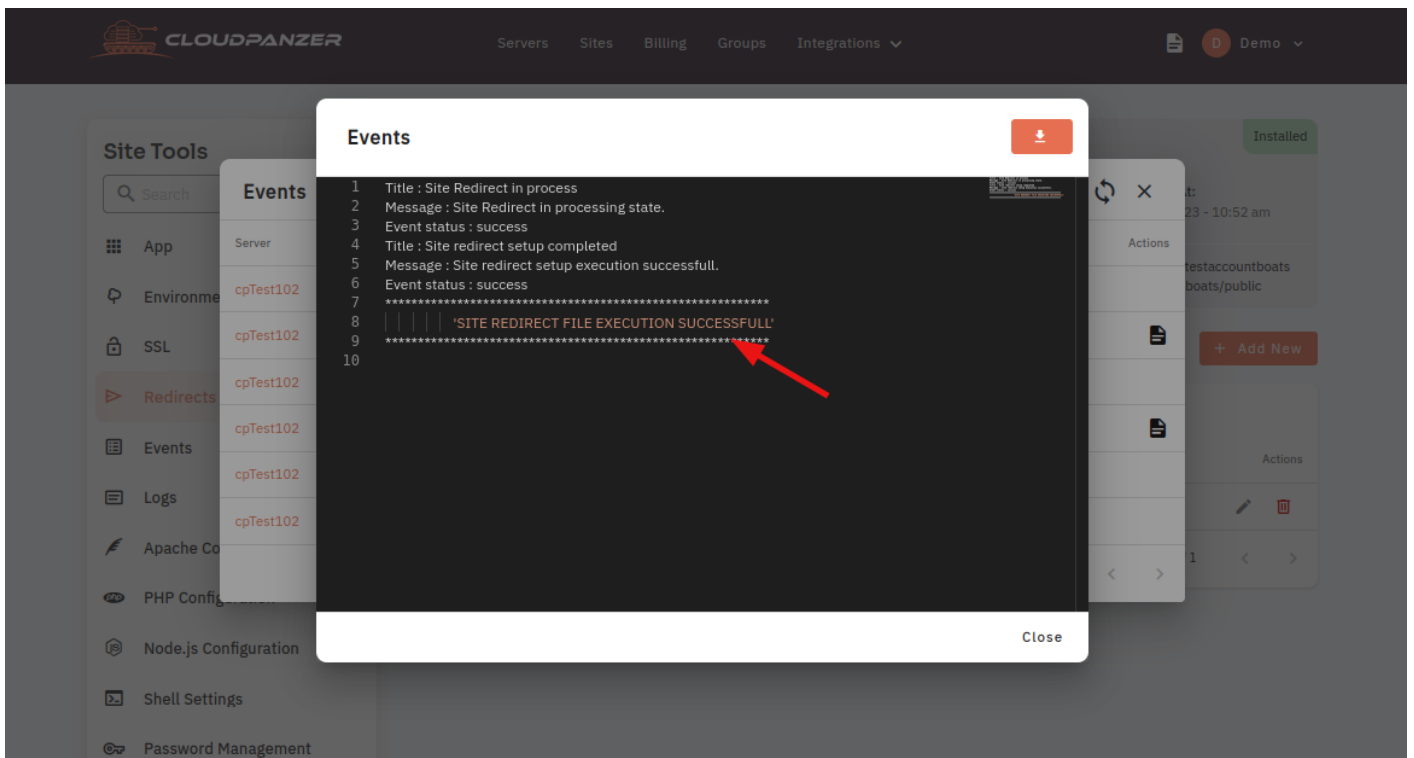 CLOUDPANZER
Servers Sites Billing Groups Integrations
D Demo
Site Tools
Search
App
Environme
SSL
Redirects
Events
Logs
Apache Co
PHP Configuration
Node.js Configuration
Shell Settings
Password Management
Events
Server
Actions
cpTest102
cpTest102
cpTest102
cpTest102
cpTest102
cpTest102
Events
1 Title : Site Redirect in process
2 Message : Site Redirect in processing state.
3 Event status : success
4 Title : Site redirect setup completed
5 Message : Site redirect setup execution successfull.
6 Event status : success
7 ***********************************************************
8 'SITE REDIRECT FILE EXECUTION SUCCESSFULL'
9 ***********************************************************
10
Close
Installed
t:
23 - 10:52 am
testaccountboats
boats/public
+ Add New
Actions
1